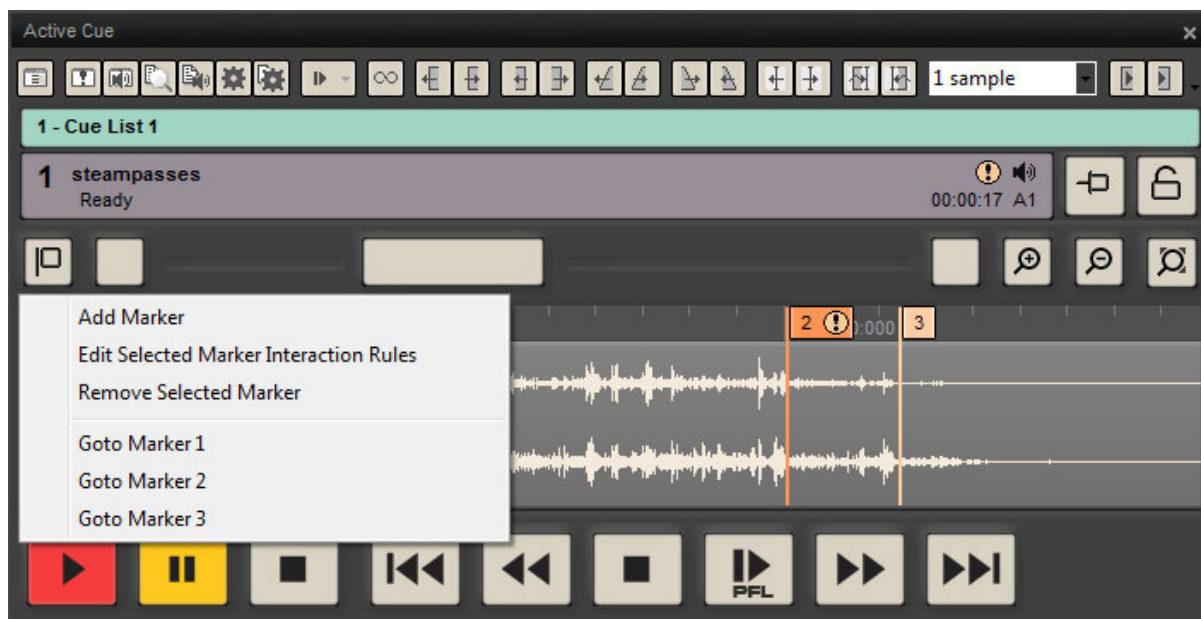 Active Cue
1 sample
1 - Cue List 1
1 steampasses
Ready
00:00:17 A1
Add Marker
Edit Selected Marker Interaction Rules
Remove Selected Marker
Goto Marker 1
Goto Marker 2
Goto Marker 3
2 :000 3
PFL